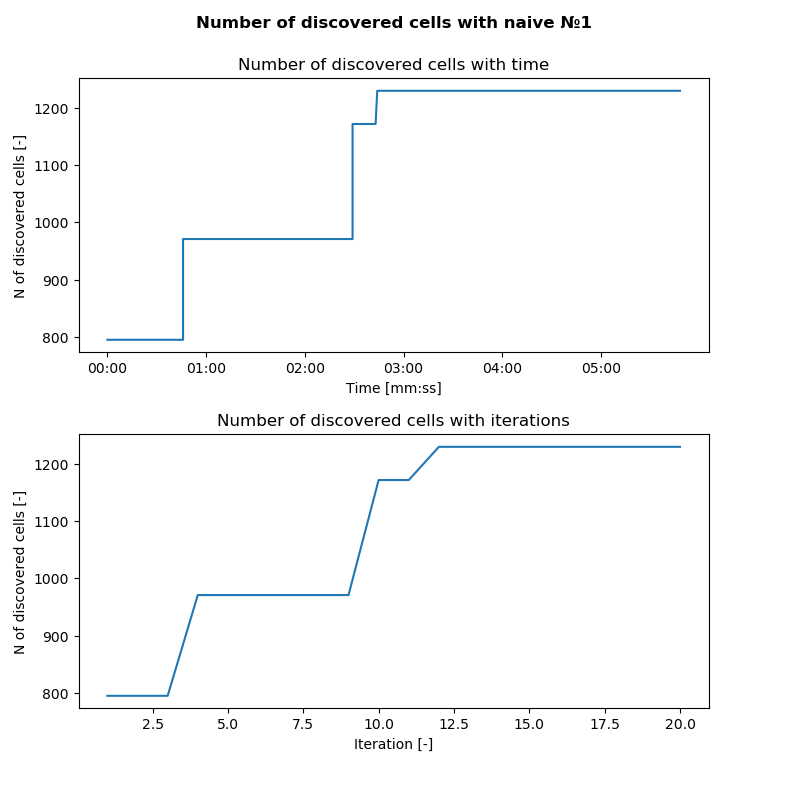 Number of discovered cells with naive №1
Number of discovered cells with time
1200
1100
1000
900
800
N of discovered cells [-]
00:00 01:00 02:00 03:00 04:00 05:00
Time [mm:ss]
Number of discovered cells with iterations
1200
1100
1000
900
800
N of discovered cells [-]
2.5 5.0 7.5 10.0 12.5 15.0 17.5 20.0
Iteration [-]